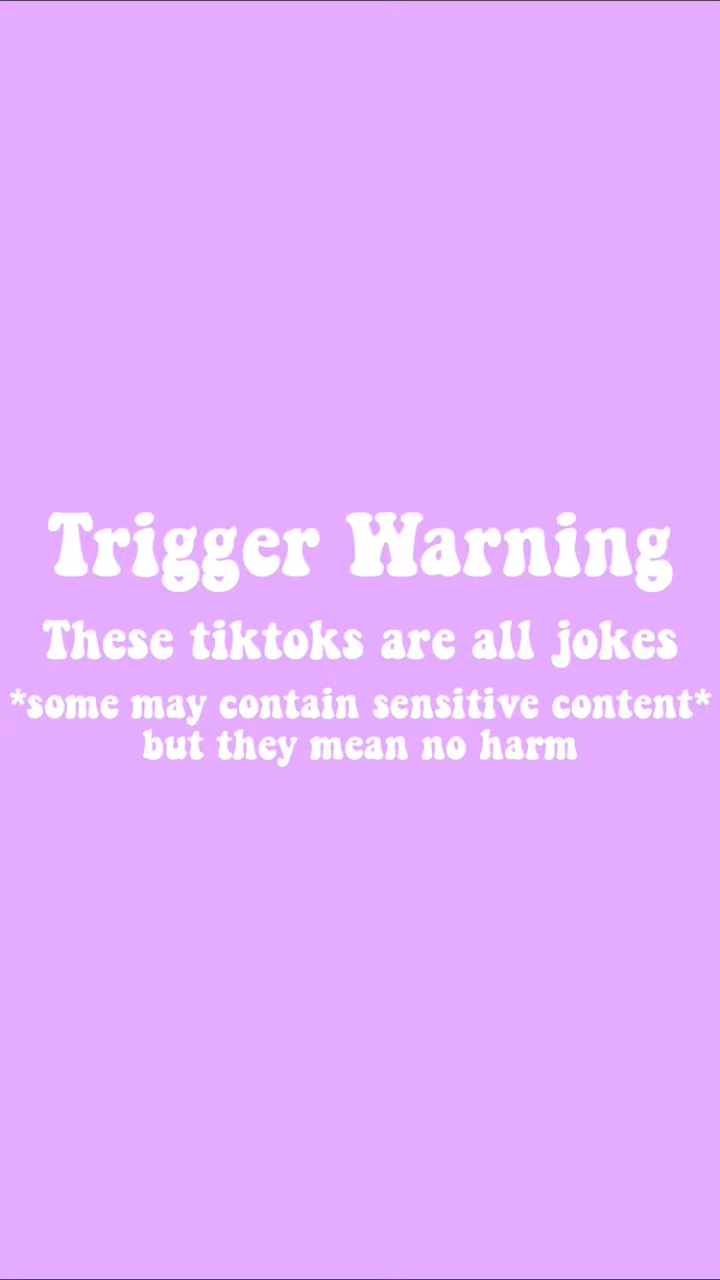 Trigger Warning
These tiktoks are all jokes
*some may contain sensitive content*
but they mean no harm